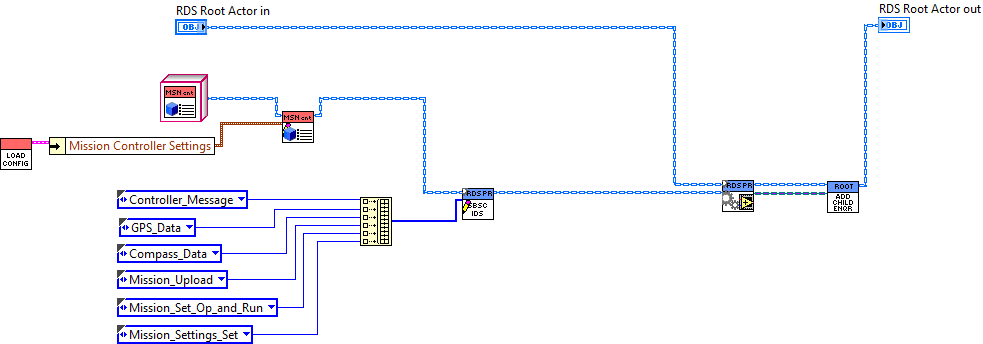 RDS Root Actor in
RDS Root Actor out
OBJ
OBJ
MSN cnt
MSN cnt
LOAD
CONFIG
Mission Controller Settings
RDS PR
SBSC
IDS
RDS PR
ROOT
ADD
CHILD
ENQR
Controller_Message
GPS_Data
Compass_Data
Mission_Upload
Mission_Set_Op_and_Run
Mission_Settings_Set